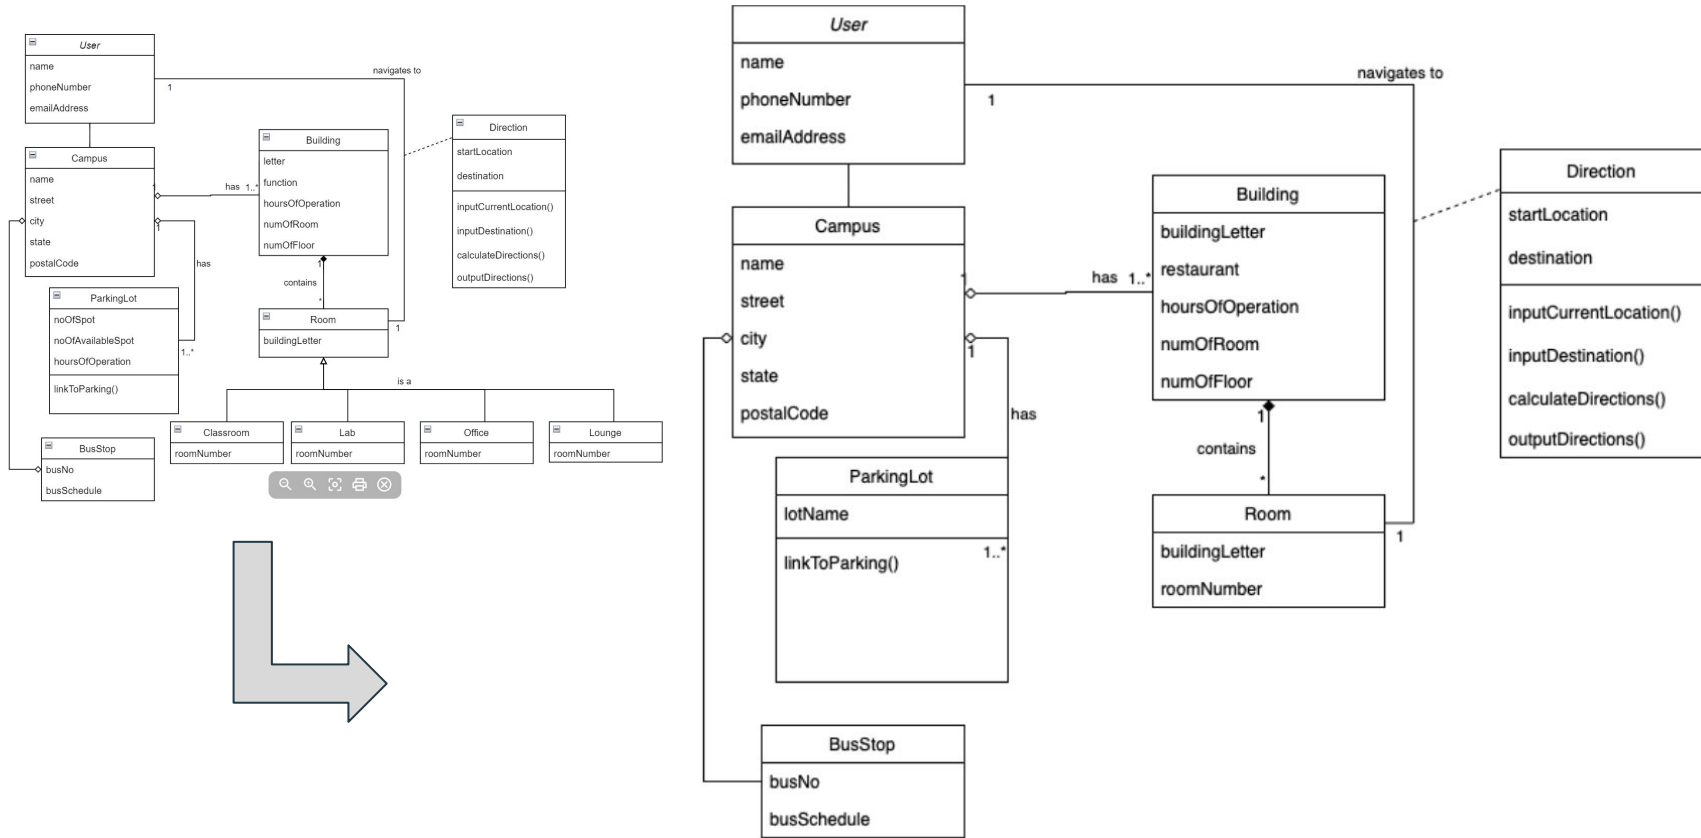 User
name
phoneNumber
emailAddress
navigates to
1
Campus
name
street
city
state
postalCode
1
has 1..*
1
has
Building
letter
function
hoursOfOperation
numOfRoom
numOfFloor
1
contains
*
Direction
startLocation
destination
inputCurrentLocation()
inputDestination()
calculateDirections()
outputDirections()
ParkingLot
noOfSpot
noOfAvailableSpot
hoursOfOperation
linkToParking()
1..*
Room
buildingLetter
1
is a
Classroom
roomNumber
Lab
roomNumber
Office
roomNumber
Lounge
roomNumber
BusStop
busNo
busSchedule
User
name
phoneNumber
emailAddress
navigates to
1
Campus
name
street
city
state
postalCode
1
has 1..*
1
has
Building
buildingLetter
restaurant
hoursOfOperation
numOfRoom
numOfFloor
1
contains
*
Direction
startLocation
destination
inputCurrentLocation()
inputDestination()
calculateDirections()
outputDirections()
ParkingLot
lotName
linkToParking()
1..*
Room
buildingLetter
roomNumber
1
BusStop
busNo
busSchedule